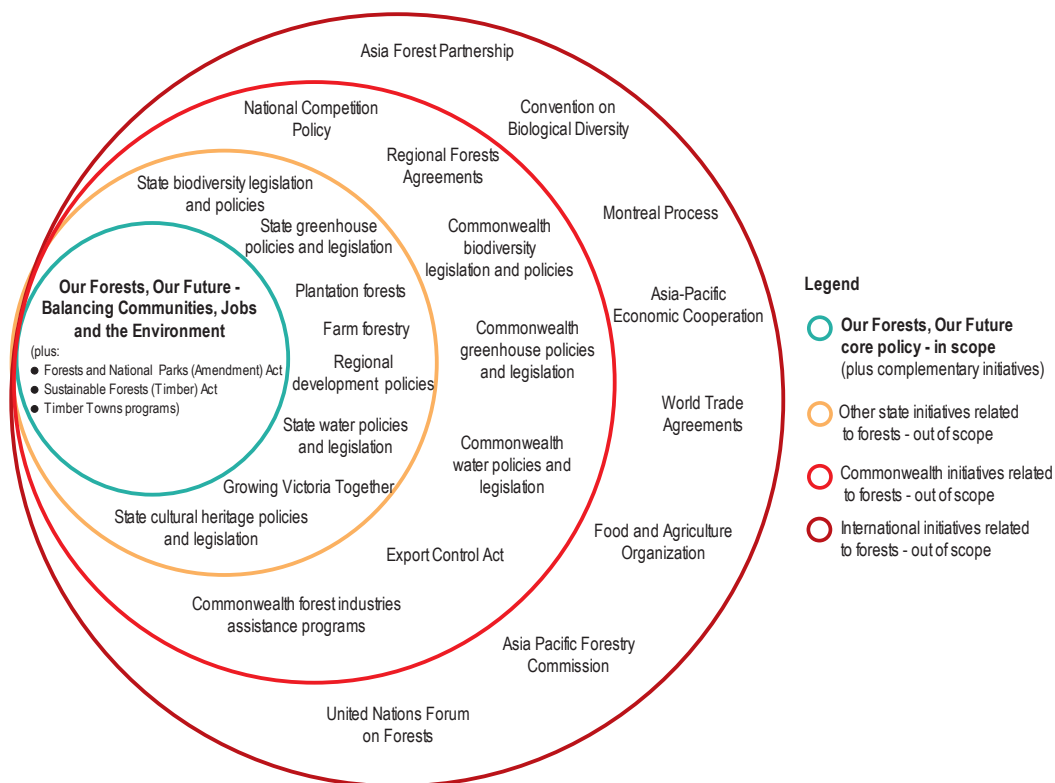 Asia Forest Partnership
National Competition
Policy
Convention on
Biological Diversity
Regional Forests
Agreements
State biodiversity legislation
and policies
State greenhouse
policies and legislation
Commonwealth
biodiversity
legislation and policies
Montreal Process
Our Forests, Our Future -
Balancing Communities, Jobs
and the Environment
(plus:
● Forests and National Parks (Amendment) Act
● Sustainable Forests (Timber) Act
● Timber Towns programs)
Plantation forests
Farm forestry
Regional
development policies
Commonwealth
greenhouse policies
and legislation
Asia-Pacific
Economic Cooperation
World Trade
Agreements
State water policies
and legislation
Commonwealth
water policies and
legislation
Growing Victoria Together
State cultural heritage policies
and legislation
Export Control Act
Food and Agriculture
Organization
Commonwealth forest industries
assistance programs
Asia Pacific Forestry
Commission
United Nations Forum
on Forests
Legend
Our Forests, Our Future
core policy - in scope
(plus complementary initiatives)
Other state initiatives related
to forests - out of scope
Commonwealth initiatives related
to forests - out of scope
International initiatives related
to forests - out of scope